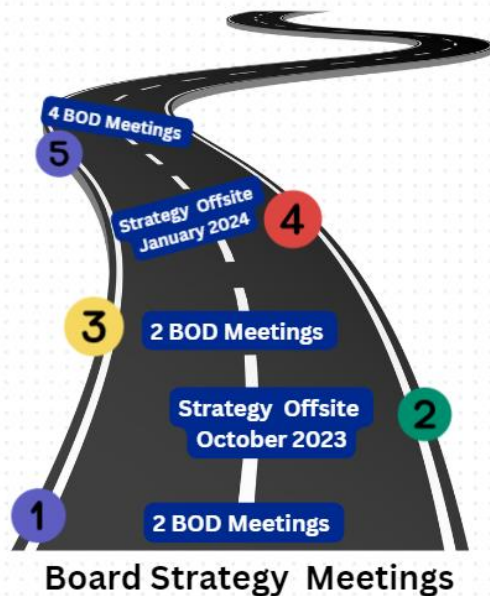 4 BOD Meetings
5
Strategy Offsite
January 2024
4
3
2 BOD Meetings
Strategy Offsite
October 2023
2
1
2 BOD Meetings
Board Strategy Meetings